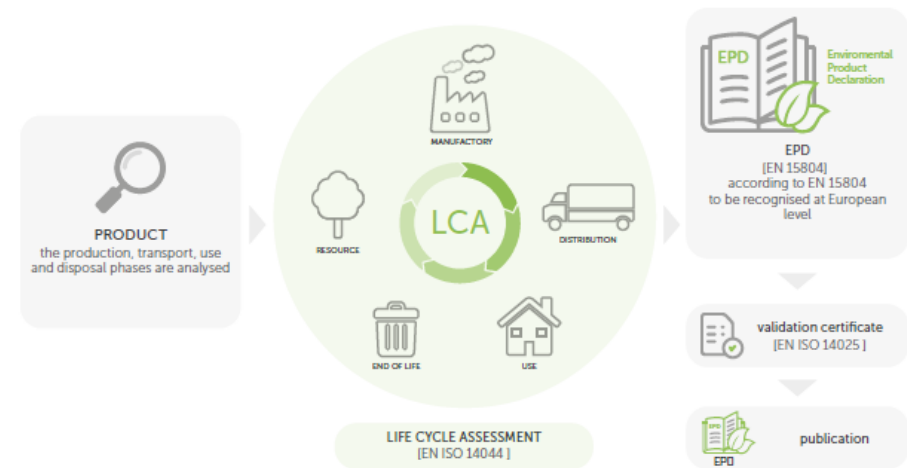 PRODUCT
the production, transport, use
and disposal phases are analysed
MANUFACTORY
RESOURCE
LCA
DISTRIBUTION
END OF LIFE
USE
LIFE CYCLE ASSESSMENT
[EN ISO 14044 ]
EPD
Enviromental
Product
Declaration
EPD
[EN 15804]
according to EN 15804
to be recognised at European
level
validation certificate
[EN ISO 14025 ]
EPD
EPD
publication